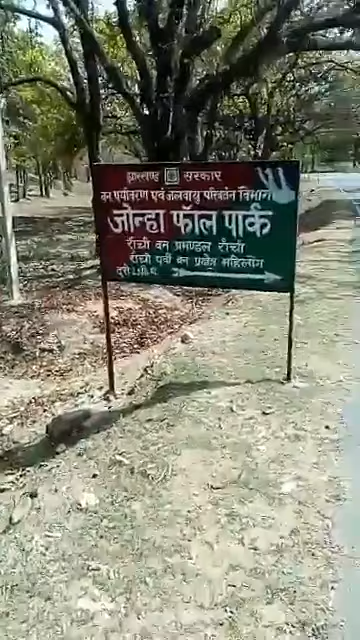 झारखण्ड सरकार
वन पर्यावरण एवं जलवायु परिवर्तन विभाग
जोन्हा फॉल पार्क
राँची वन प्रमण्डल राँची
राँची पूर्वी वन प्रक्षेत्र महिलौंग
दूरी